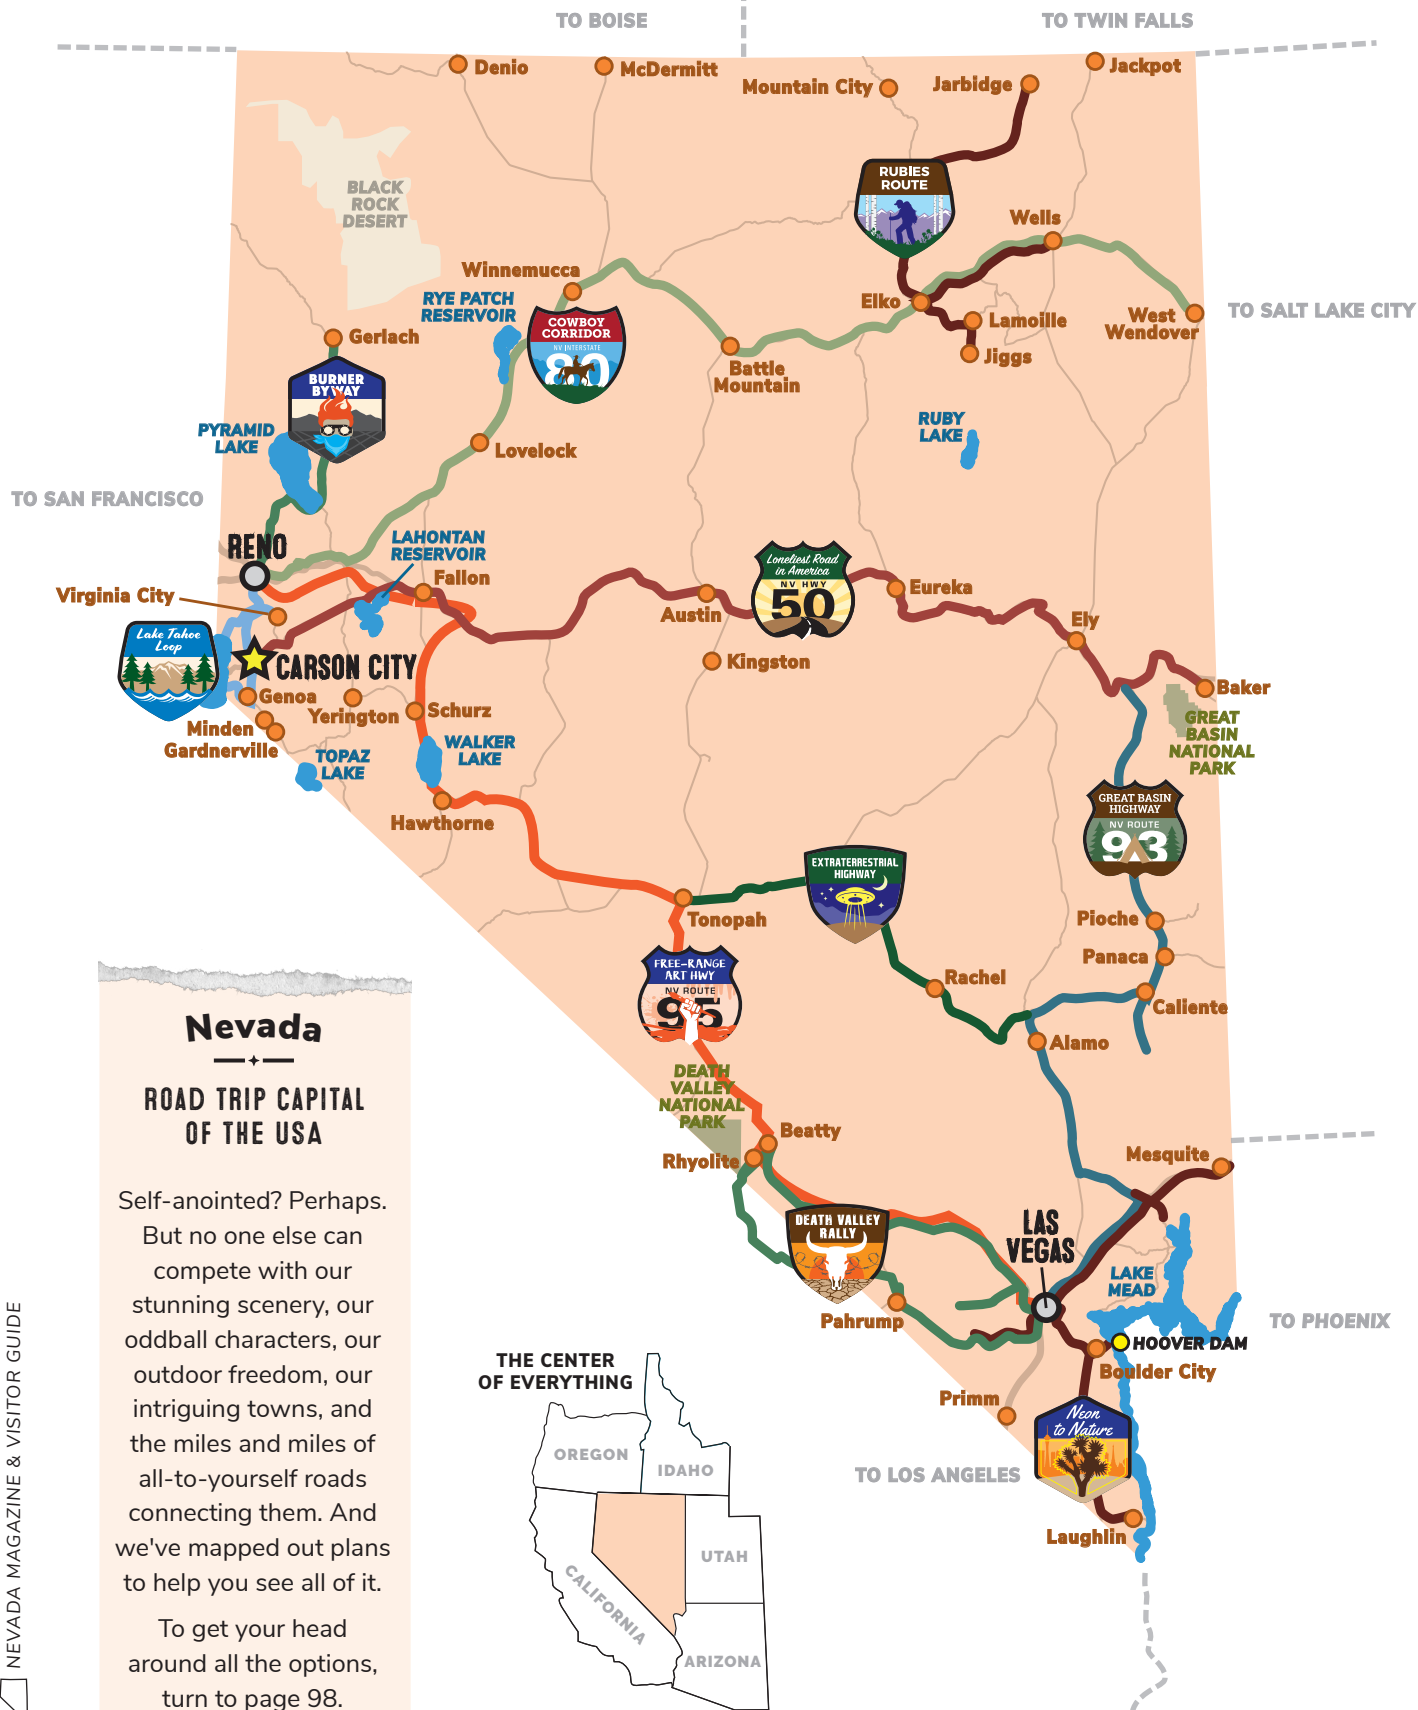 TO BOISE
TO TWIN FALLS
Denio
McDermitt
Mountain City
Jarbidge
Jackpot
BLACK
ROCK
DESERT
RUBIES
ROUTE
Wells
Winnemucca
RYE PATCH
RESERVOIR
COWBOY
CORRIDOR
NV INTERSTATE
80
Elko
Lamoille
Jiggs
West
Wendover
TO SALT LAKE CITY
Gerlach
BURNER
BYWAY
Battle
Mountain
PYRAMID
LAKE
RUBY
LAKE
Lovelock
TO SAN FRANCISCO
RENO
LAHONTAN
RESERVOIR
Fallon
Virginia City
Loneliest Road
in America
NV HWY
50
Austin
Eureka
Ely
Lake Tahoe
Loop
CARSON CITY
Kingston
Genoa
Yerington
Schurz
Baker
Minden
Gardnerville
TOPAZ
LAKE
WALKER
LAKE
GREAT
BASIN
NATIONAL
PARK
Hawthorne
GREAT BASIN
HIGHWAY
NV ROUTE
93
EXTRATERRESTRIAL
HIGHWAY
Tonopah
Pioche
Panaca
FREE-RANGE
ART HWY
NV ROUTE
95
Rachel
Caliente
Alamo
DEATH
VALLEY
NATIONAL
PARK
Beatty
Rhyolite
Mesquite
DEATH VALLEY
RALLY
LAS
VEGAS
LAKE
MEAD
Pahrump
TO PHOENIX
HOOVER DAM
Boulder City
Primm
Neon
to Nature
TO LOS ANGELES
Laughlin
Nevada
ROAD TRIP CAPITAL
OF THE USA
Self-anointed? Perhaps.
But no one else can
compete with our
stunning scenery, our
oddball characters, our
outdoor freedom, our
intriguing towns, and
the miles and miles of
all-to-yourself roads
connecting them. And
we've mapped out plans
to help you see all of it.
To get your head
around all the options,
turn to page 98.
THE CENTER
OF EVERYTHING
OREGON
IDAHO
UTAH
CALIFORNIA
ARIZONA
NEVADA MAGAZINE & VISITOR GUIDE